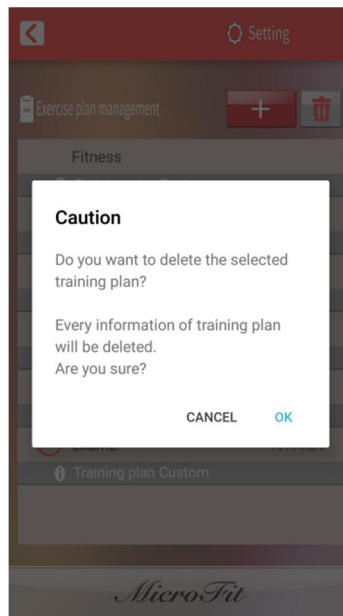 Setting
Exercise plan management
+
Fitness
Caution
Do you want to delete the selected
training plan?
Every information of training plan
will be deleted.
Are you sure?
CANCEL
OK
Training plan Custom
MicroFit